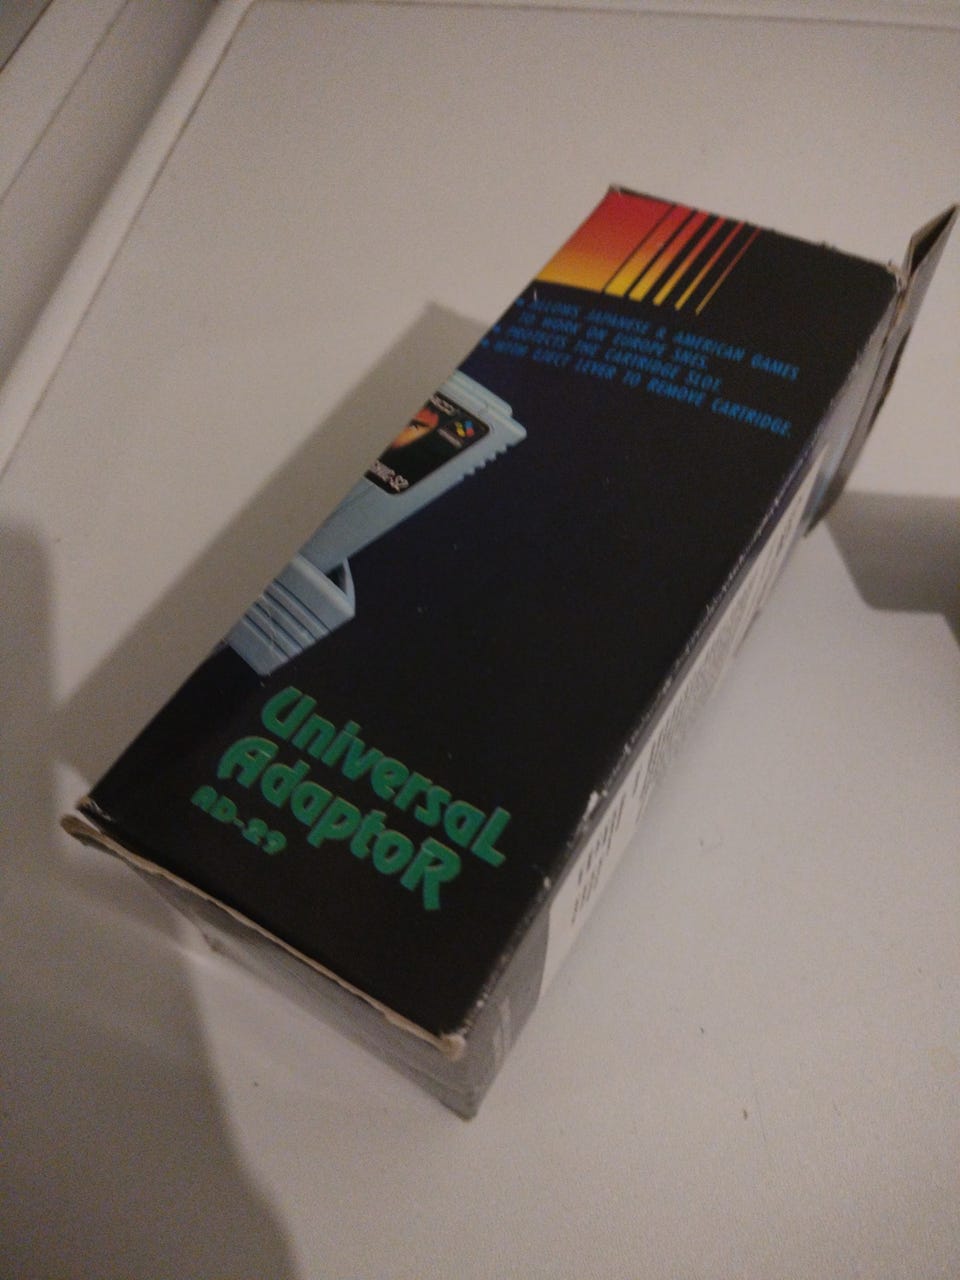 • ALLOWS JAPANESE & AMERICAN GAMES
TO WORK ON EUROPE SNES.
• PROTECTS THE CARTRIDGE SLOT.
• WITH EJECT LEVER TO REMOVE CARTRIDGE.
Universal
Adaptor
AD-29